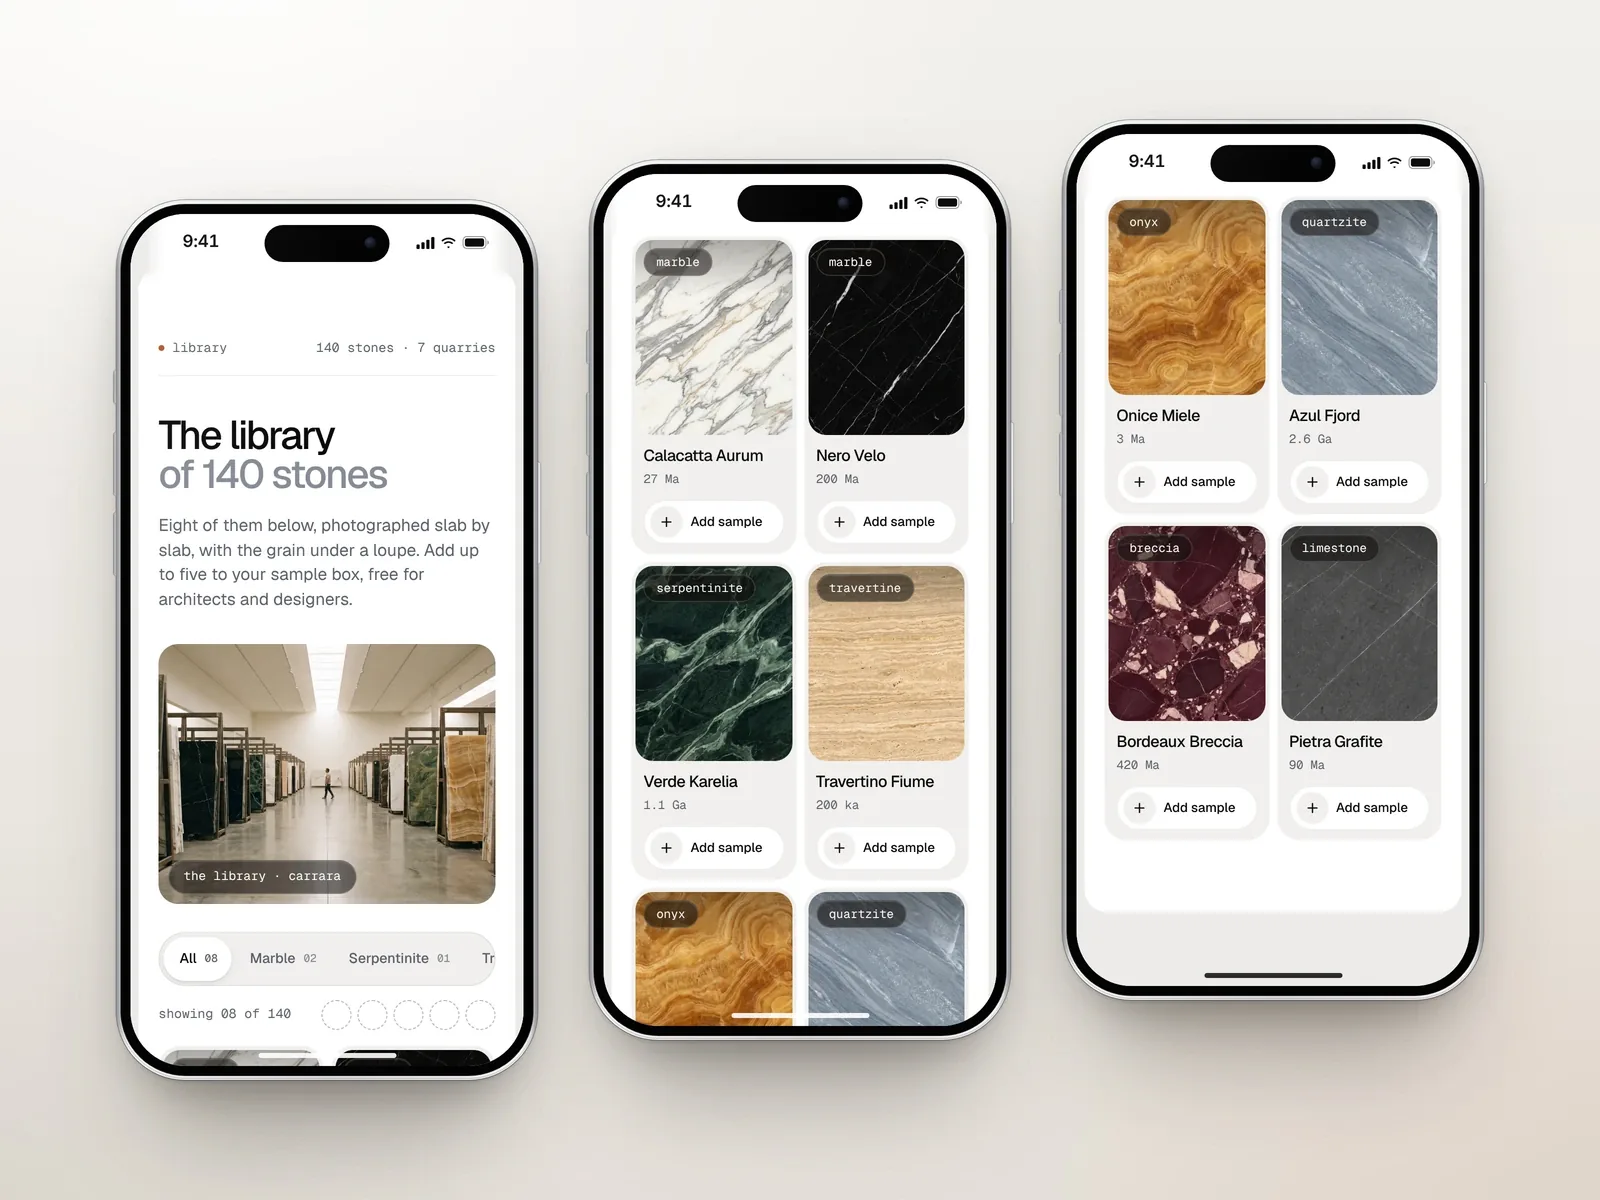 9:41
library
140 stones · 7 quarries
The library
of 140 stones
Eight of them below, photographed slab by
slab, with the grain under a loupe. Add up
to five to your sample box, free for
architects and designers.
the library · carrara
All 08
Marble 02
Serpentinite 01
Tr
showing 08 of 140
9:41
marble
marble
Calacatta Aurum
Nero Velo
27 Ma
200 Ma
+ Add sample
+ Add sample
serpentinite
travertine
Verde Karelia
Travertino Fiume
1.1 Ga
200 ka
+ Add sample
+ Add sample
onyx
quartzite
9:41
onyx
quartzite
Onice Miele
Azul Fjord
3 Ma
2.6 Ga
+ Add sample
+ Add sample
breccia
limestone
Bordeaux Breccia
Pietra Grafite
420 Ma
90 Ma
+ Add sample
+ Add sample